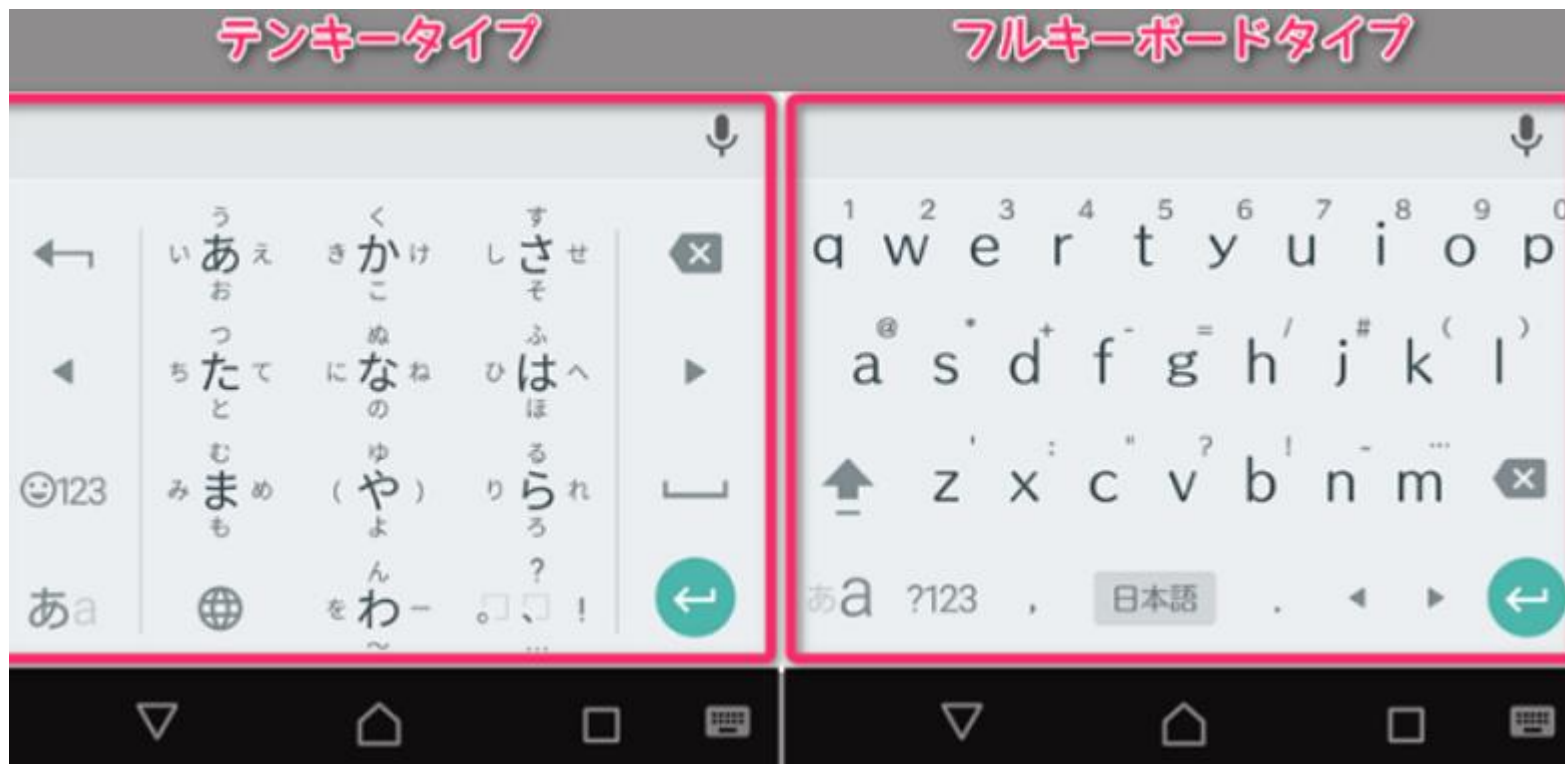 テンキータイプ
う く す
い あ え き か け し さ せ
お こ そ
つ ぬ ふ
ち た て に な ね ひ は へ
と の ほ
む ゆ る
☺123 み ま め ( や ) り ら れ
も よ ろ
ん ?
あa を わ ー 。、 !
〜 …
フルキーボードタイプ
1 2 3 4 5 6 7 8 9 0
q w e r t y u i o p
@ * + - = / # ( )
a s d f g h j k l
' : " ? ! ~ …
z x c v b n m
あa ?123 , 日本語 .